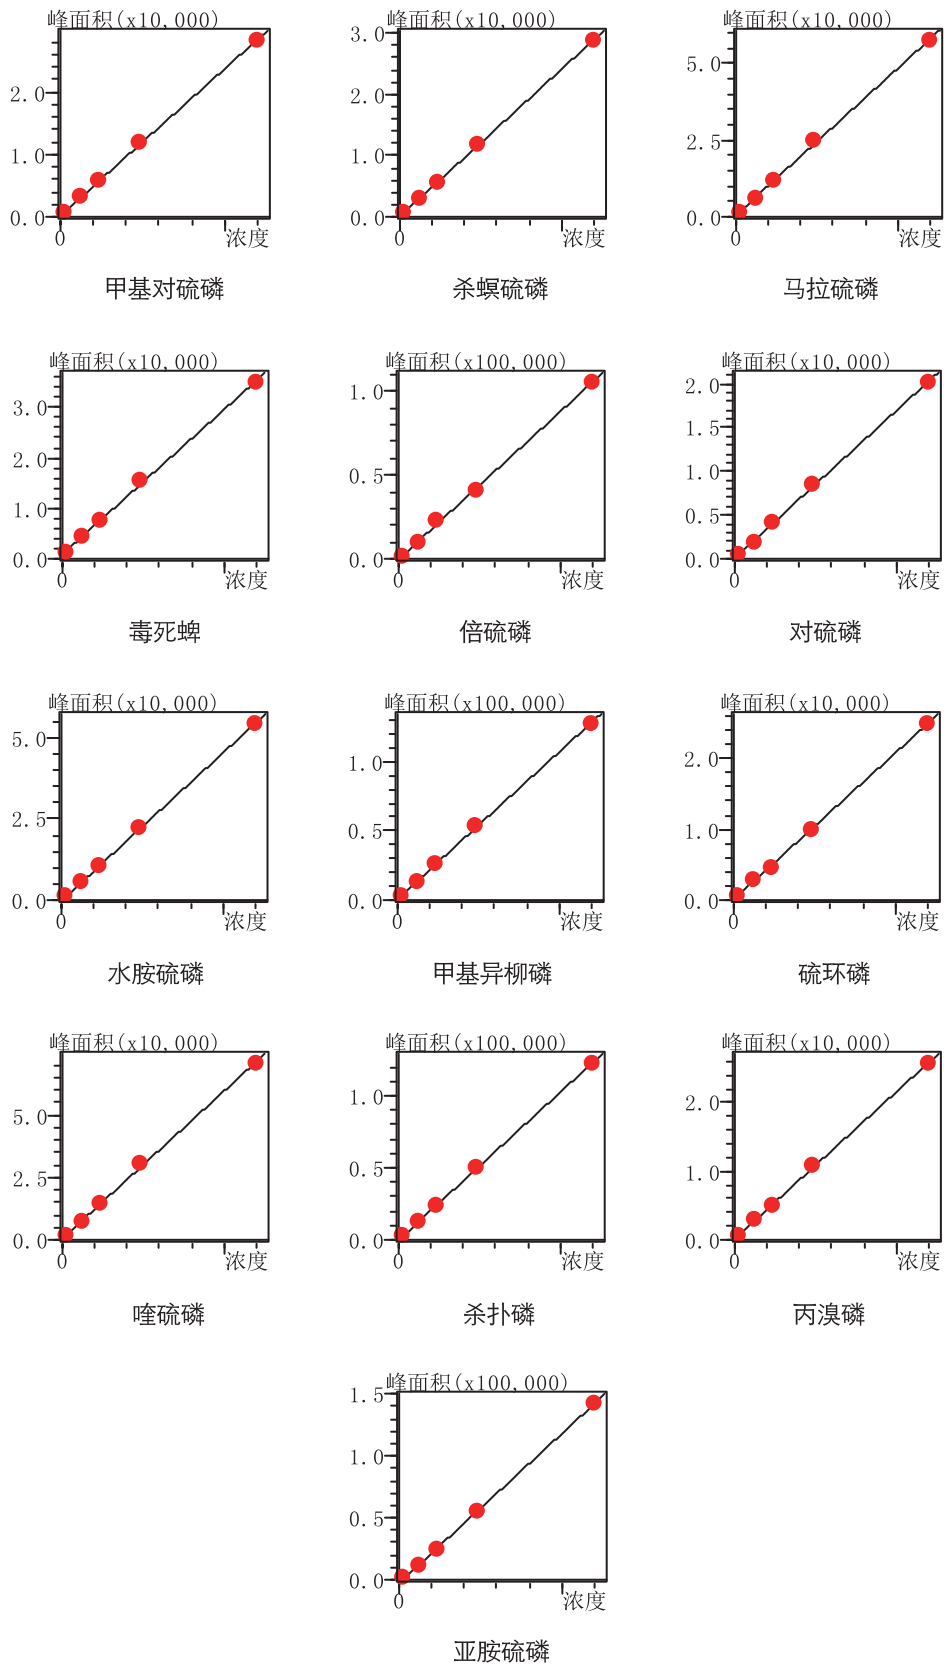 峰面积(x10,000) 峰面积(x10,000) 峰面积(x10,000)
3.0
2.0 2.0 5.0
1.0 1.0 2.5
0.0 0.0 0.0
0 浓度 0 浓度 0 浓度
甲基对硫磷 杀螟硫磷 马拉硫磷
峰面积(x10,000) 峰面积(x100,000) 峰面积(x10,000)
3.0 1.0 2.0
1.5
2.0 0.5 1.0
1.0 0.5
0.0 0.0 0.0
0 浓度 0 浓度 0 浓度
毒死蜱 倍硫磷 对硫磷
峰面积(x10,000) 峰面积(x100,000) 峰面积(x10,000)
5.0 1.0 2.0
2.5 0.5 1.0
0.0 0.0 0.0
0 浓度 0 浓度 0 浓度
水胺硫磷 甲基异柳磷 硫环磷
峰面积(x10,000) 峰面积(x100,000) 峰面积(x10,000)
5.0 1.0 2.0
2.5 0.5 1.0
0.0 0.0 0.0
0 浓度 0 浓度 0 浓度
喹硫磷 杀扑磷 丙溴磷
峰面积(x100,000)
1.5
1.0
0.5
0.0
0 浓度
亚胺硫磷